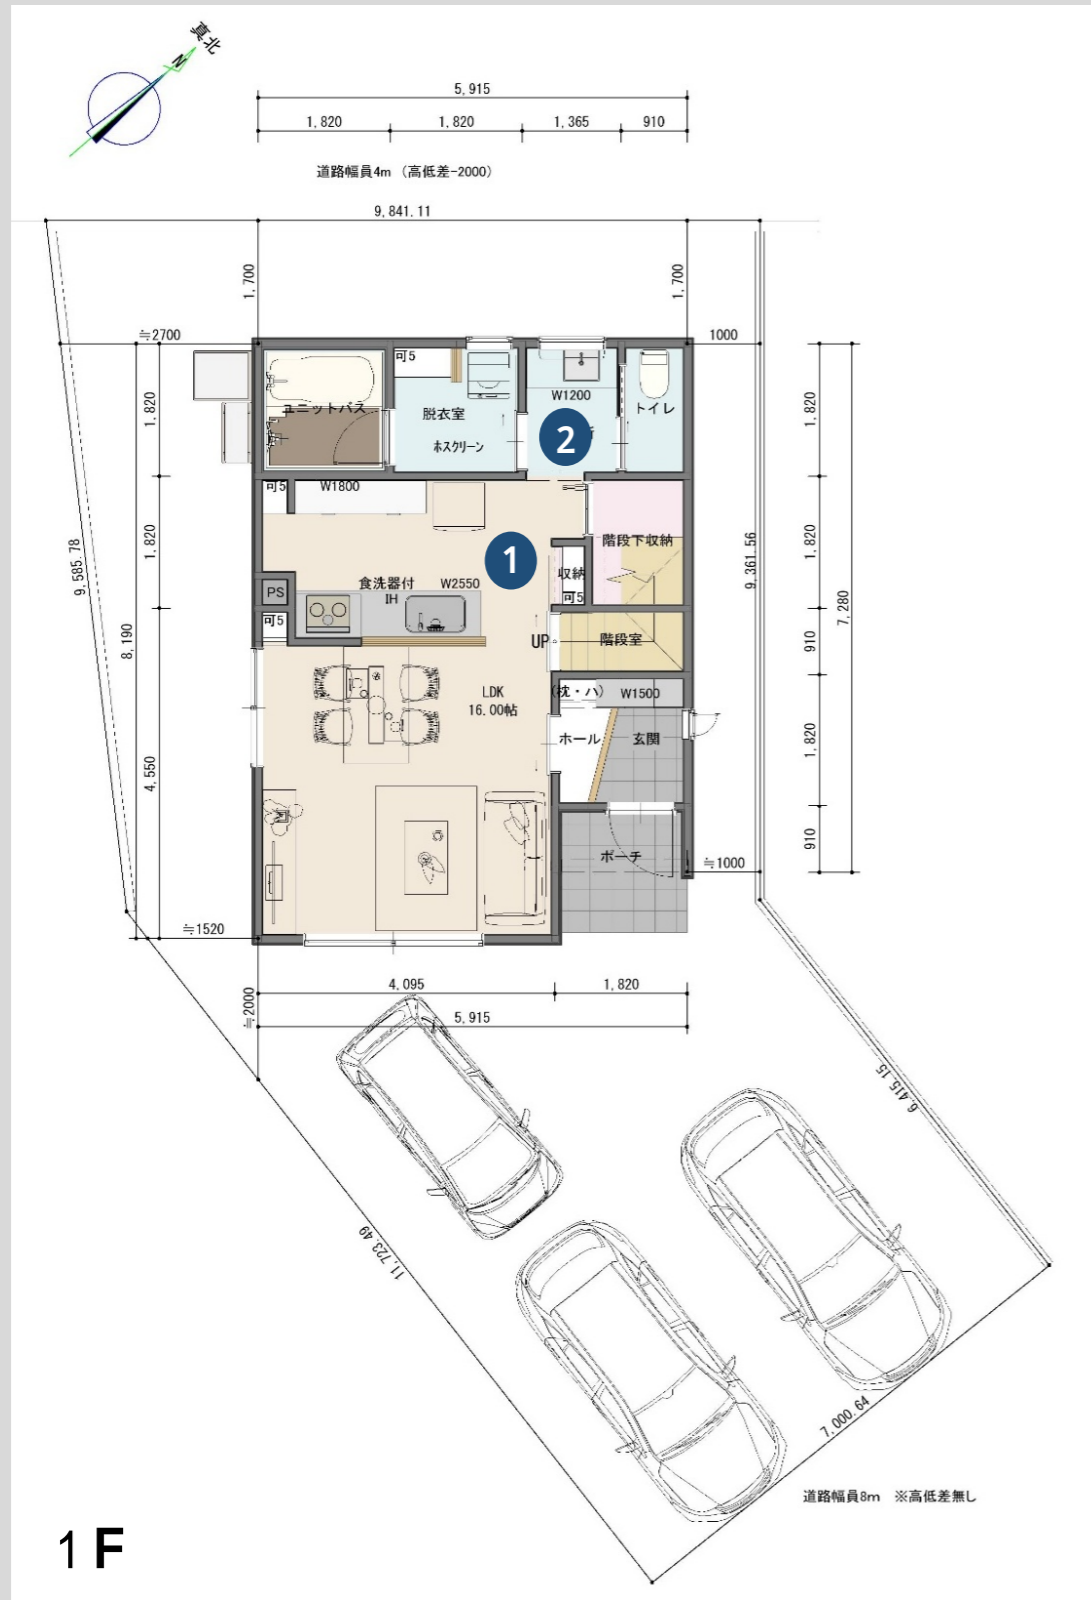 真北
N
5,915
1,820 1,820 1,365 910
道路幅員4m （高低差-2000）
9,841.11
1,700 1,700
≒2700 1000
可5
ユニットバス 脱衣室 W1200 トイレ
ホスクリーン 2
1,820 1,820
可5 W1800
1 階段下収納
9,585.78 1,820 9,361.56 1,820 7,280
食洗器付 W2550 収納
PS IH 可5
可5 UP 階段室
8,190 910
LDK (枕・ハ) W1500
16.00帖
ホール 玄関
4,550 1,820
ポーチ
910
≒1000
≒1520
4,095 1,820
≒2000
5,915
6,415.15
11,723.49
7,000.64
道路幅員8m ※高低差無し
1F